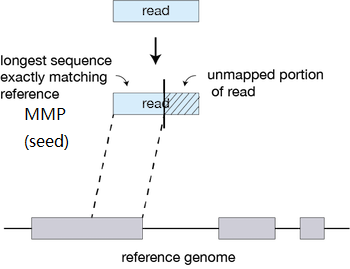 read
longest sequence
exactly matching
reference
unmapped portion
of read
read
MMP
(seed)
reference genome